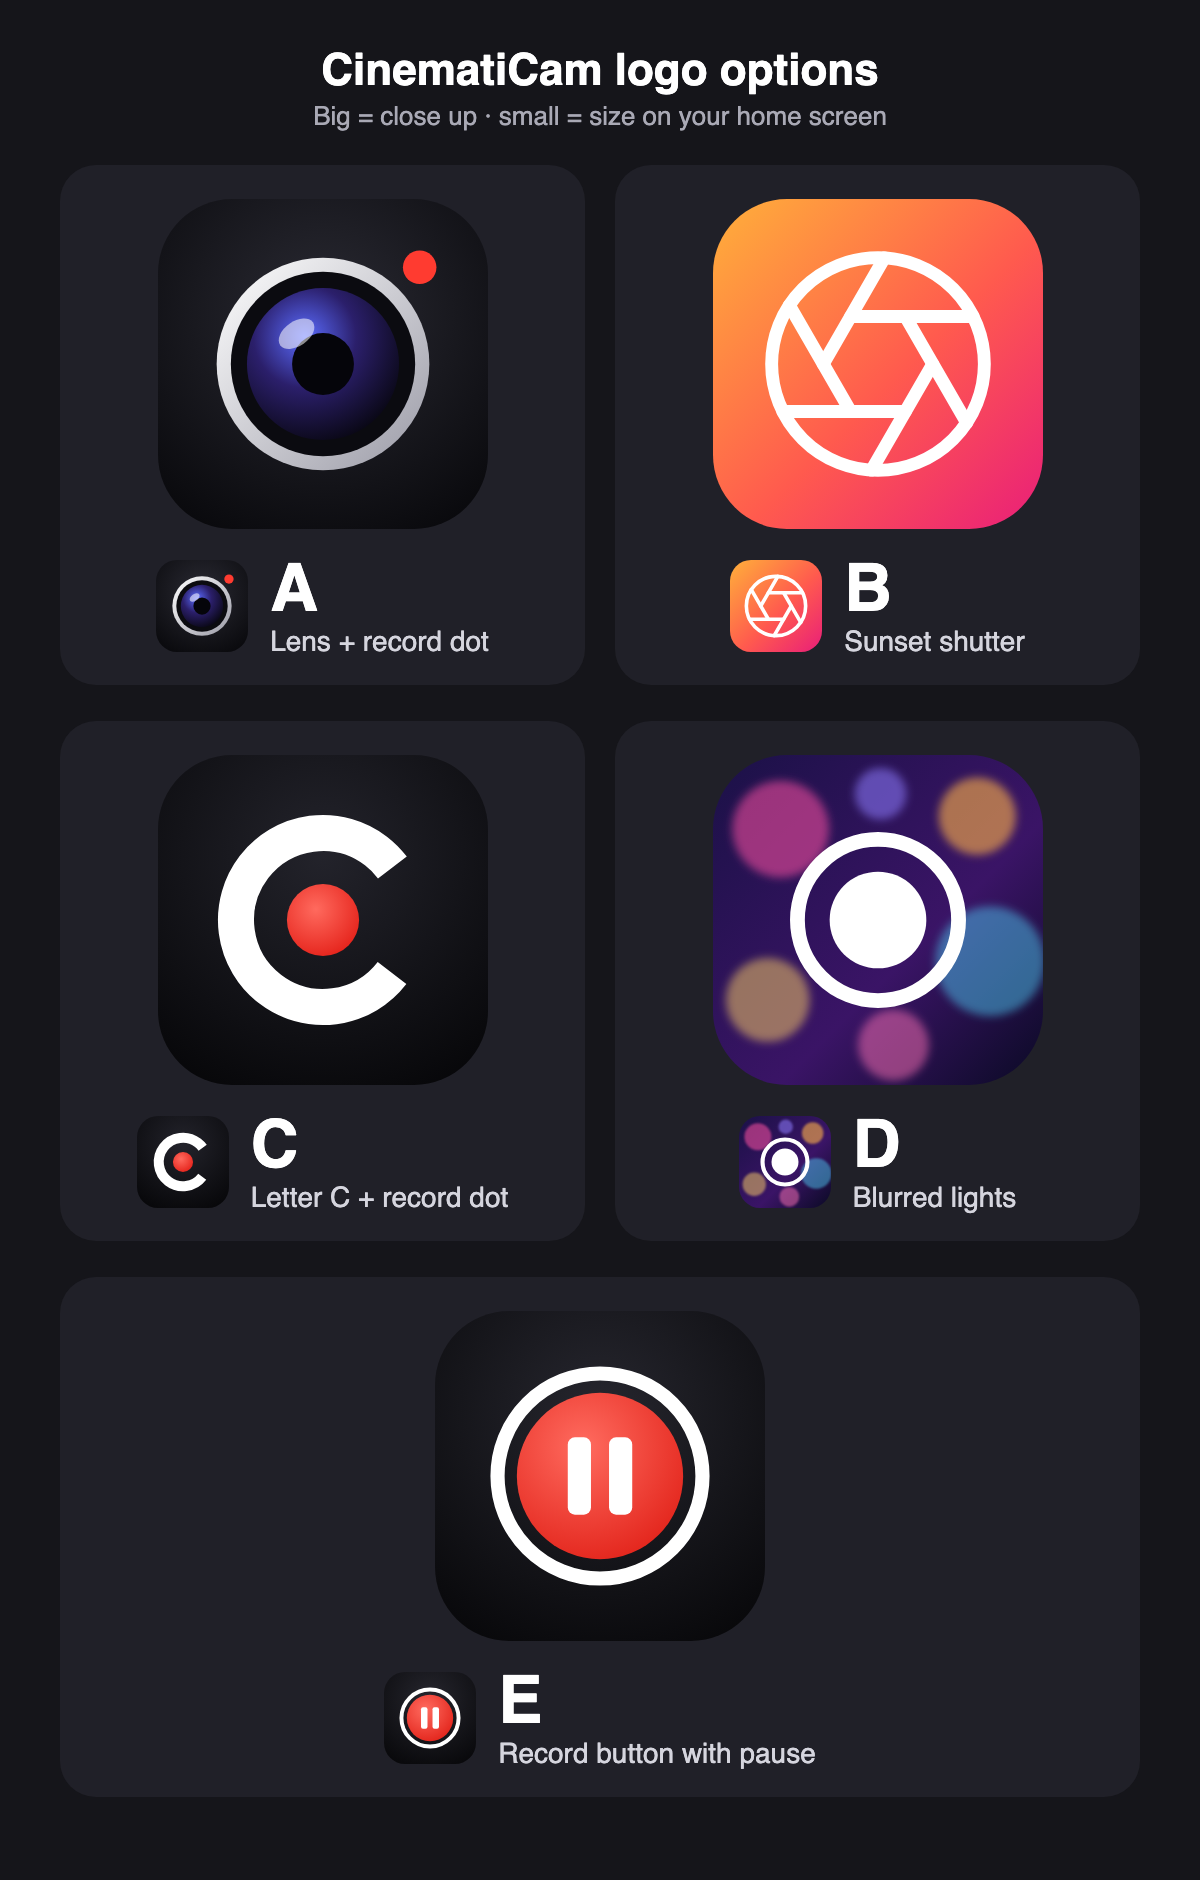 CinematiCam logo options
Big = close up · small = size on your home screen
A
Lens + record dot
B
Sunset shutter
C
Letter C + record dot
D
Blurred lights
E
Record button with pause